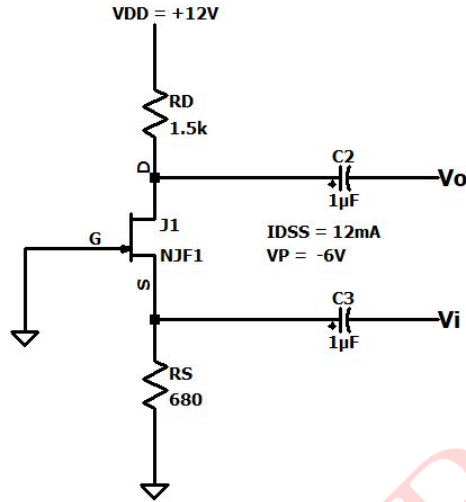 VDD = +12V
RD
1.5k
D
C2
Vo
1µF
J1
IDSS = 12mA
G
NJF1
VP = -6V
S
C3
Vi
1µF
RS
680